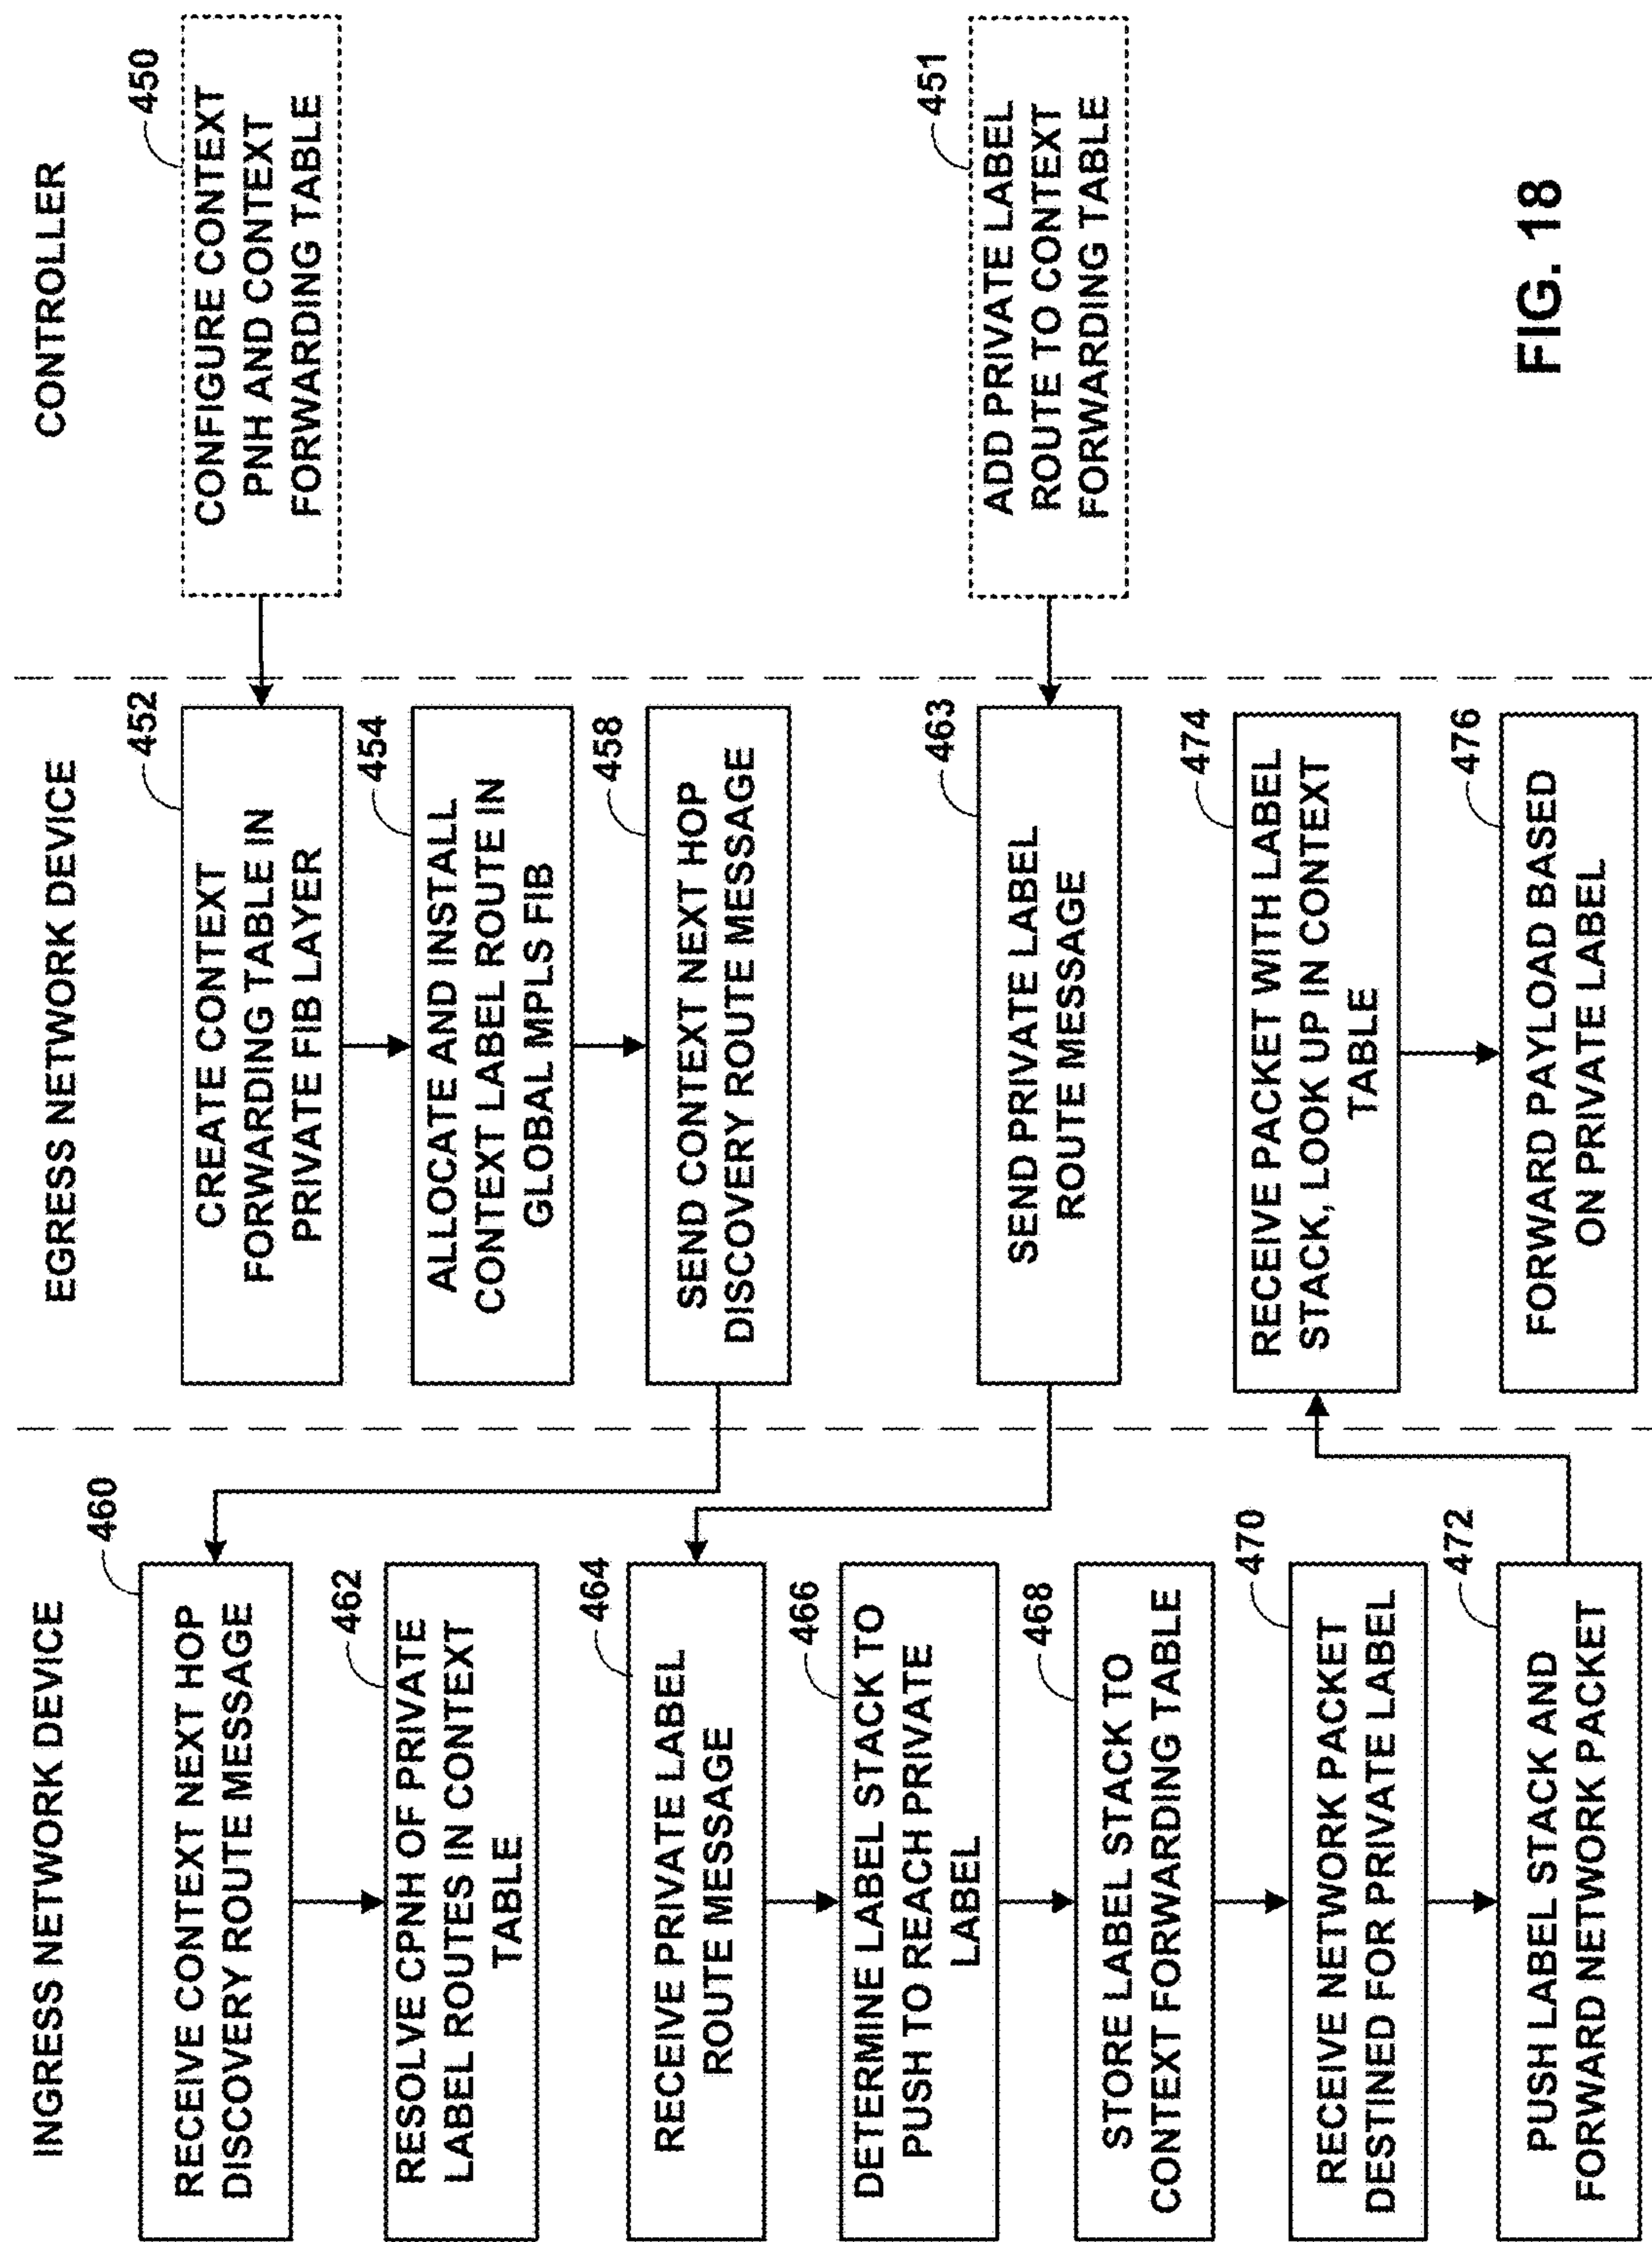 INGRESS NETWORK DEVICE
460
RECEIVE CONTEXT NEXT HOP
DISCOVERY ROUTE MESSAGE
462
RESOLVE CPNH OF PRIVATE
LABEL ROUTES IN CONTEXT
TABLE
464
RECEIVE PRIVATE LABEL
ROUTE MESSAGE
466
DETERMINE LABEL STACK TO
PUSH TO REACH PRIVATE
LABEL
468
STORE LABEL STACK TO
CONTEXT FORWARDING TABLE
470
RECEIVE NETWORK PACKET
DESTINED FOR PRIVATE LABEL
472
PUSH LABEL STACK AND
FORWARD NETWORK PACKET
EGRESS NETWORK DEVICE
452
CREATE CONTEXT
FORWARDING TABLE IN
PRIVATE FIB LAYER
454
ALLOCATE AND INSTALL
CONTEXT LABEL ROUTE IN
GLOBAL MPLS FIB
458
SEND CONTEXT NEXT HOP
DISCOVERY ROUTE MESSAGE
463
SEND PRIVATE LABEL
ROUTE MESSAGE
474
RECEIVE PACKET WITH LABEL
STACK, LOOK UP IN CONTEXT
TABLE
476
FORWARD PAYLOAD BASED
ON PRIVATE LABEL
CONTROLLER
450
CONFIGURE CONTEXT
PNH AND CONTEXT
FORWARDING TABLE
451
ADD PRIVATE LABEL
ROUTE TO CONTEXT
FORWARDING TABLE
FIG. 18